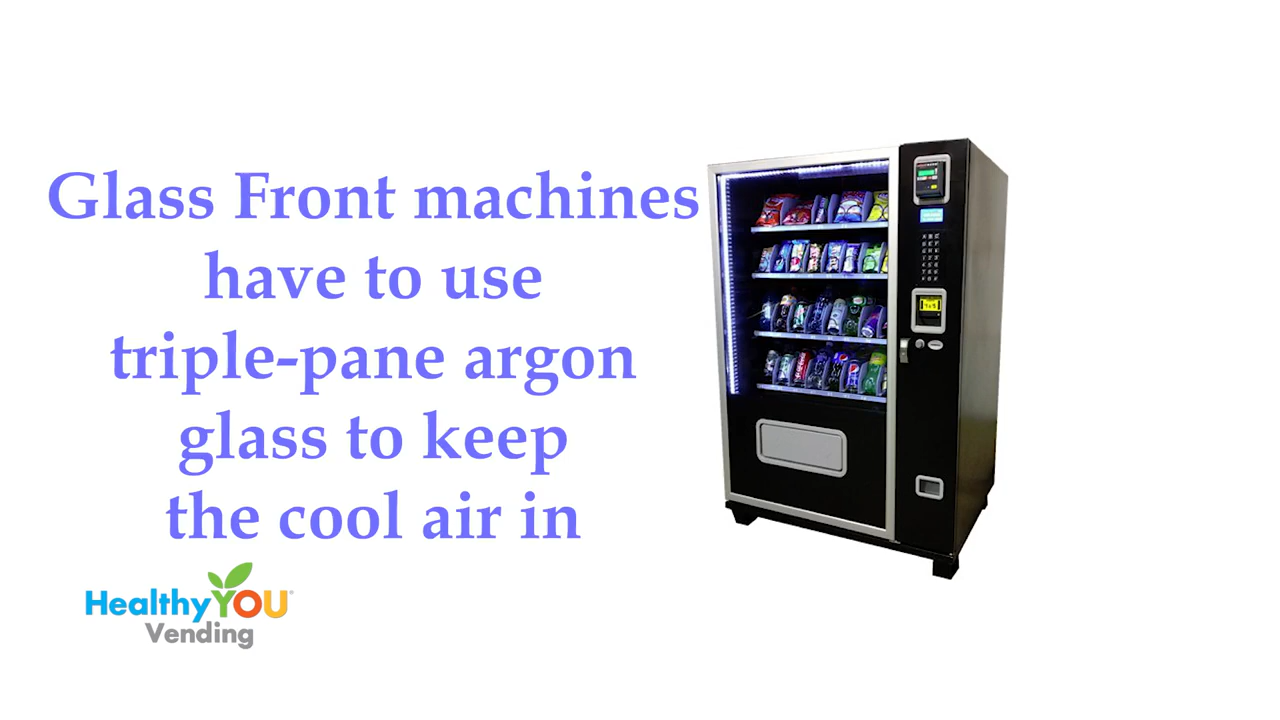 Glass Front machines
have to use
triple-pane argon
glass to keep
the cool air in
HealthyYOU®
Vending